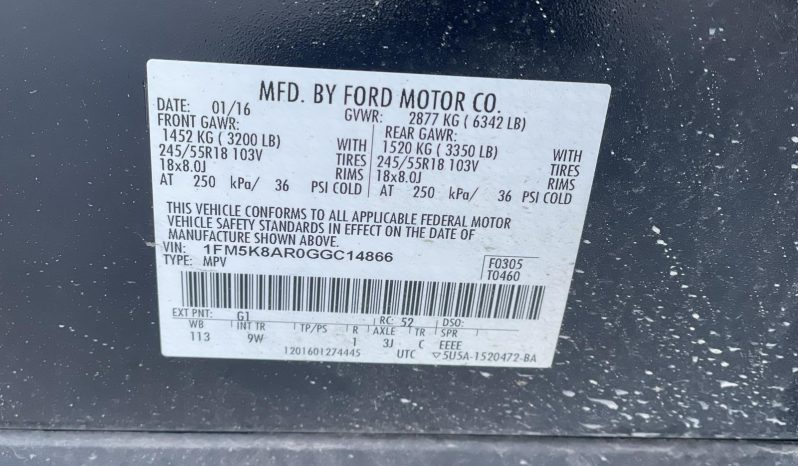 MFD. BY FORD MOTOR CO.
DATE: 01/16 GVWR: 2877 KG ( 6342 LB)
FRONT GAWR: REAR GAWR:
1452 KG ( 3200 LB) WITH 1520 KG ( 3350 LB) WITH
245/55R18 103V TIRES 245/55R18 103V TIRES
18x8.0J RIMS 18x8.0J RIMS
AT 250 kPa/ 36 PSI COLD AT 250 kPa/ 36 PSI COLD
THIS VEHICLE CONFORMS TO ALL APPLICABLE FEDERAL MOTOR
VEHICLE SAFETY STANDARDS IN EFFECT ON THE DATE OF
MANUFACTURE SHOWN ABOVE.
VIN: 1FM5K8AR0GGC14866 F0305
TYPE: MPV T0460
EXT PNT: G1 RC: 52 DSO:
WB INT TR TP/PS R AXLE TR SPR
113 9W 1 3J C EEEE
1201601274445 UTC ▽5U5A-1520472-BA